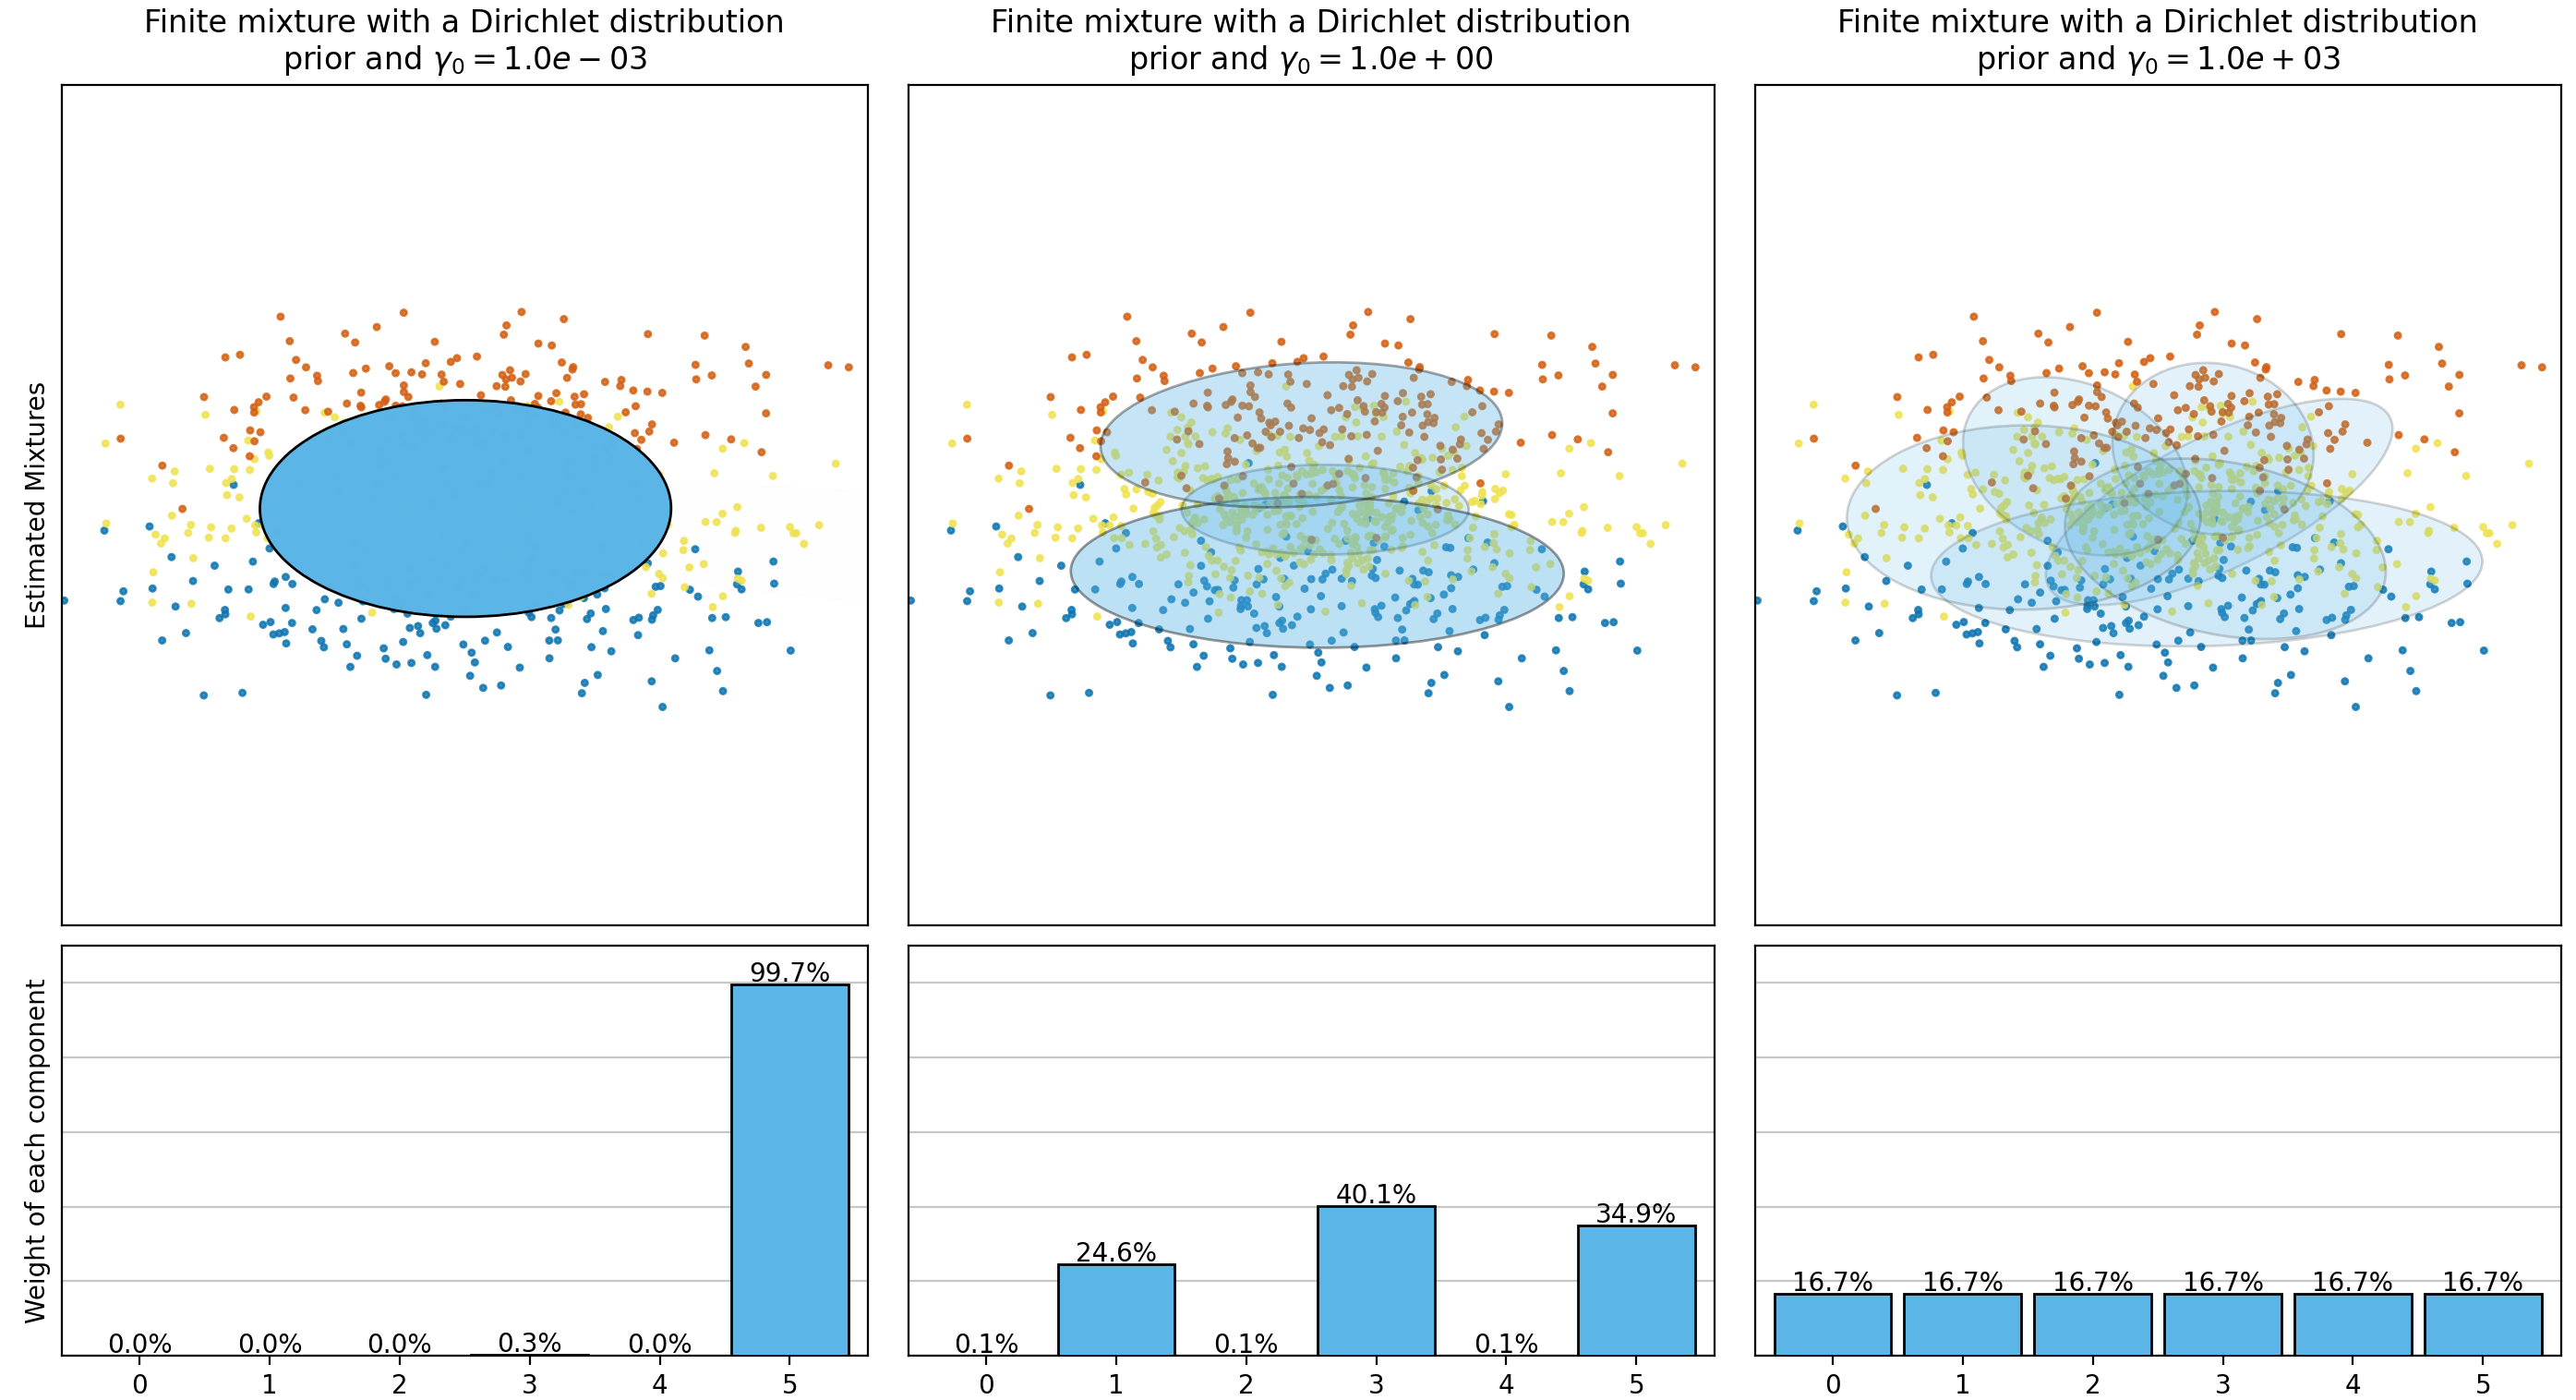 Finite mixture with a Dirichlet distribution
prior and γ₀ = 1.0e − 03
Finite mixture with a Dirichlet distribution
prior and γ₀ = 1.0e + 00
Finite mixture with a Dirichlet distribution
prior and γ₀ = 1.0e + 03
Estimated Mixtures
Weight of each component
0.0% 0.0% 0.0% 0.3% 0.0% 99.7%
0 1 2 3 4 5
0.1% 24.6% 0.1% 40.1% 0.1% 34.9%
0 1 2 3 4 5
16.7% 16.7% 16.7% 16.7% 16.7% 16.7%
0 1 2 3 4 5